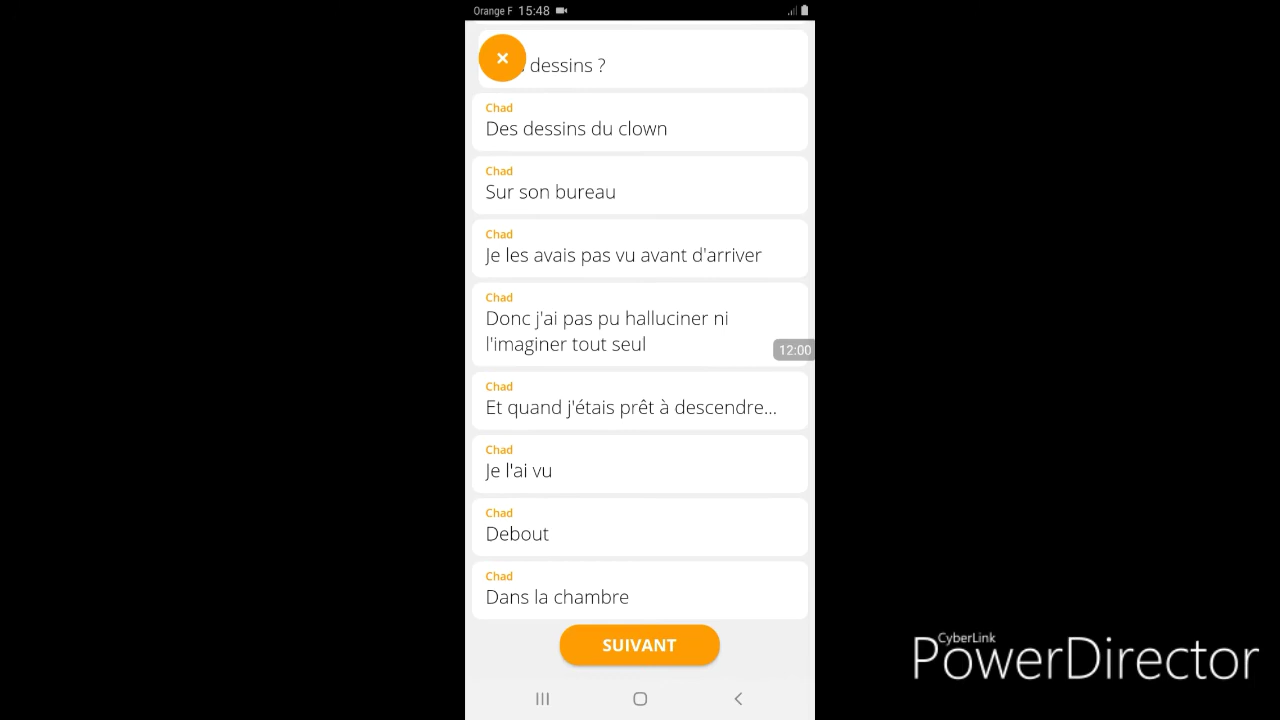 Orange F 15:48
dessins ?
Chad
Des dessins du clown
Chad
Sur son bureau
Chad
Je les avais pas vu avant d'arriver
Chad
Donc j'ai pas pu halluciner ni
l'imaginer tout seul
12:00
Chad
Et quand j'étais prêt à descendre...
Chad
Je l'ai vu
Chad
Debout
Chad
Dans la chambre
SUIVANT
CyberLink
PowerDirector